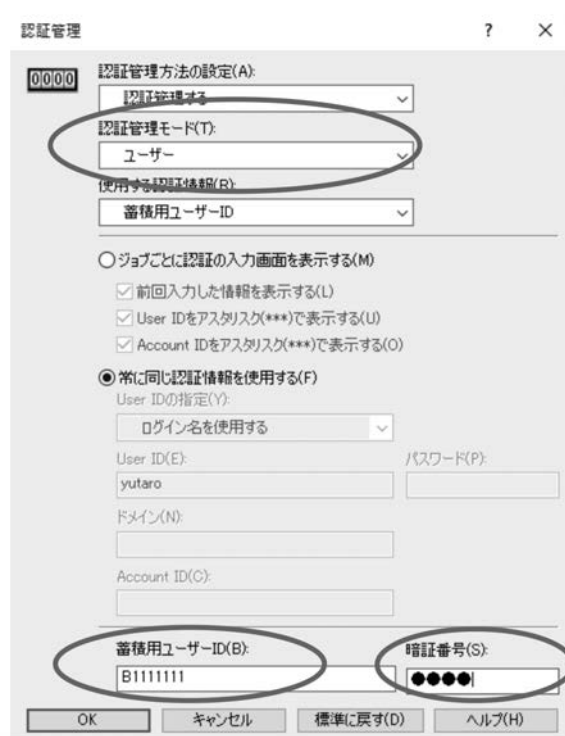 認証管理 ? ×
0000
認証管理方法の設定(A):
認証管理する
認証管理モード(T):
ユーザー
使用する認証情報(R):
蓄積用ユーザーID
ジョブごとに認証の入力画面を表示する(M)
前回入力した情報を表示する(L)
User IDをアスタリスク(***)で表示する(U)
Account IDをアスタリスク(***)で表示する(O)
常に同じ認証情報を使用する(F)
User IDの指定(Y):
ログイン名を使用する
User ID(E): パスワード(P):
yutaro
ドメイン(N):
Account ID(C):
蓄積用ユーザーID(B): 暗証番号(S):
B1111111 ●●●●
OK キャンセル 標準に戻す(D) ヘルプ(H)